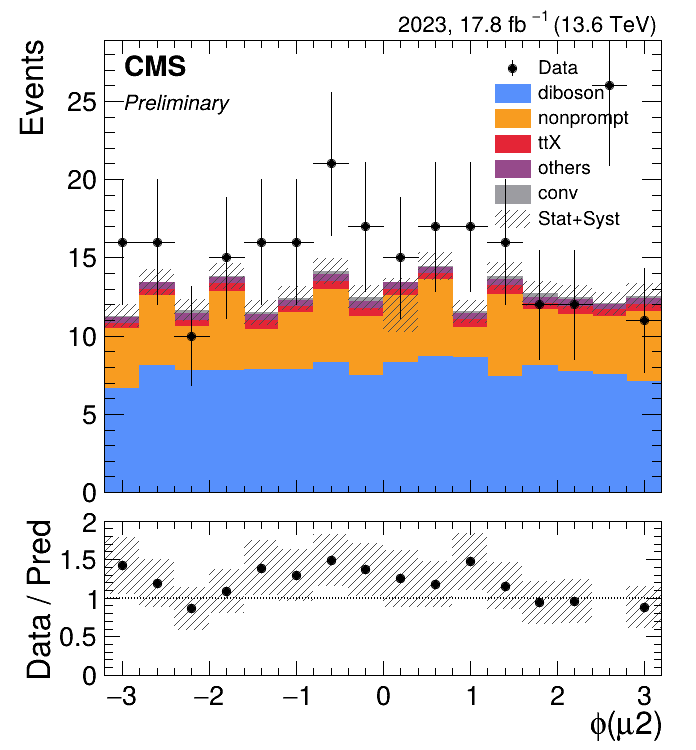 2023, 17.8 fb⁻¹ (13.6 TeV)
CMS
Preliminary
Events
Data
diboson
nonprompt
ttX
others
conv
Stat+Syst
25
20
15
10
5
0
Data / Pred
2
1.5
1
0.5
0
−3 −2 −1 0 1 2 3
ϕ(μ2)